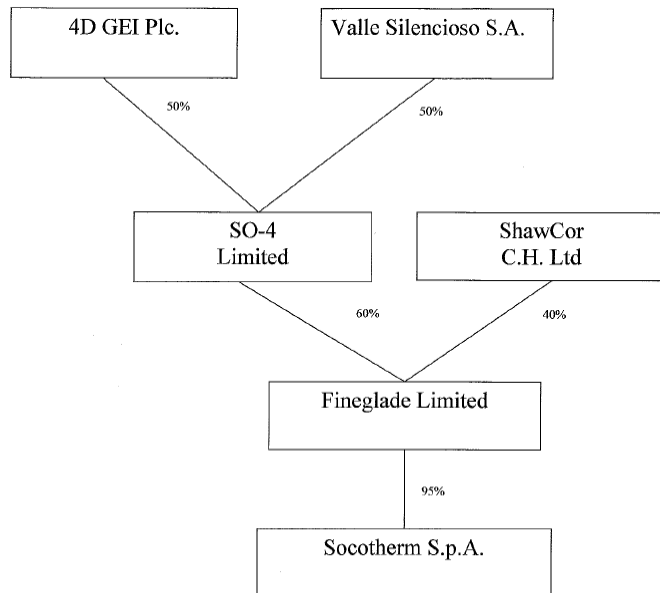 4D GEI Plc.
Valle Silencioso S.A.
50%
50%
SO-4
Limited
ShawCor
C.H. Ltd
60%
40%
Fineglade Limited
95%
Socotherm S.p.A.